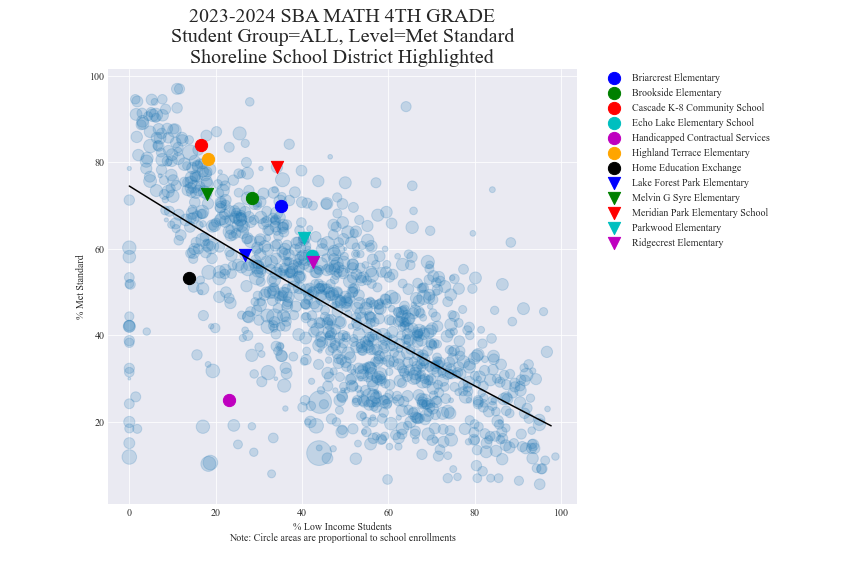 2023-2024 SBA MATH 4TH GRADE
Student Group=ALL, Level=Met Standard
Shoreline School District Highlighted
100
80
60
40
20
% Met Standard
0 20 40 60 80 100
% Low Income Students
Note: Circle areas are proportional to school enrollments
Briarcrest Elementary
Brookside Elementary
Cascade K-8 Community School
Echo Lake Elementary School
Handicapped Contractual Services
Highland Terrace Elementary
Home Education Exchange
Lake Forest Park Elementary
Melvin G Syre Elementary
Meridian Park Elementary School
Parkwood Elementary
Ridgecrest Elementary